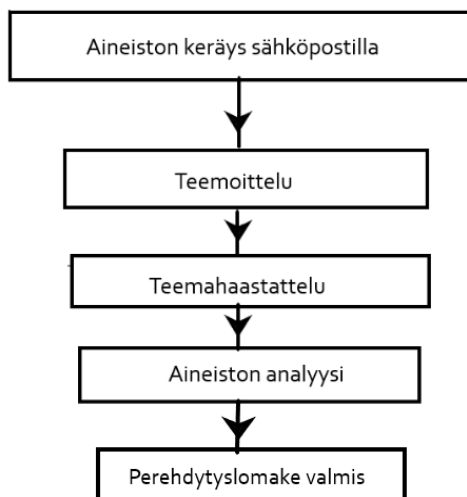 Aineiston keräys sähköpostilla
Teemoittelu
Teemahaastattelu
Aineiston analyysi
Perehdytyslomake valmis